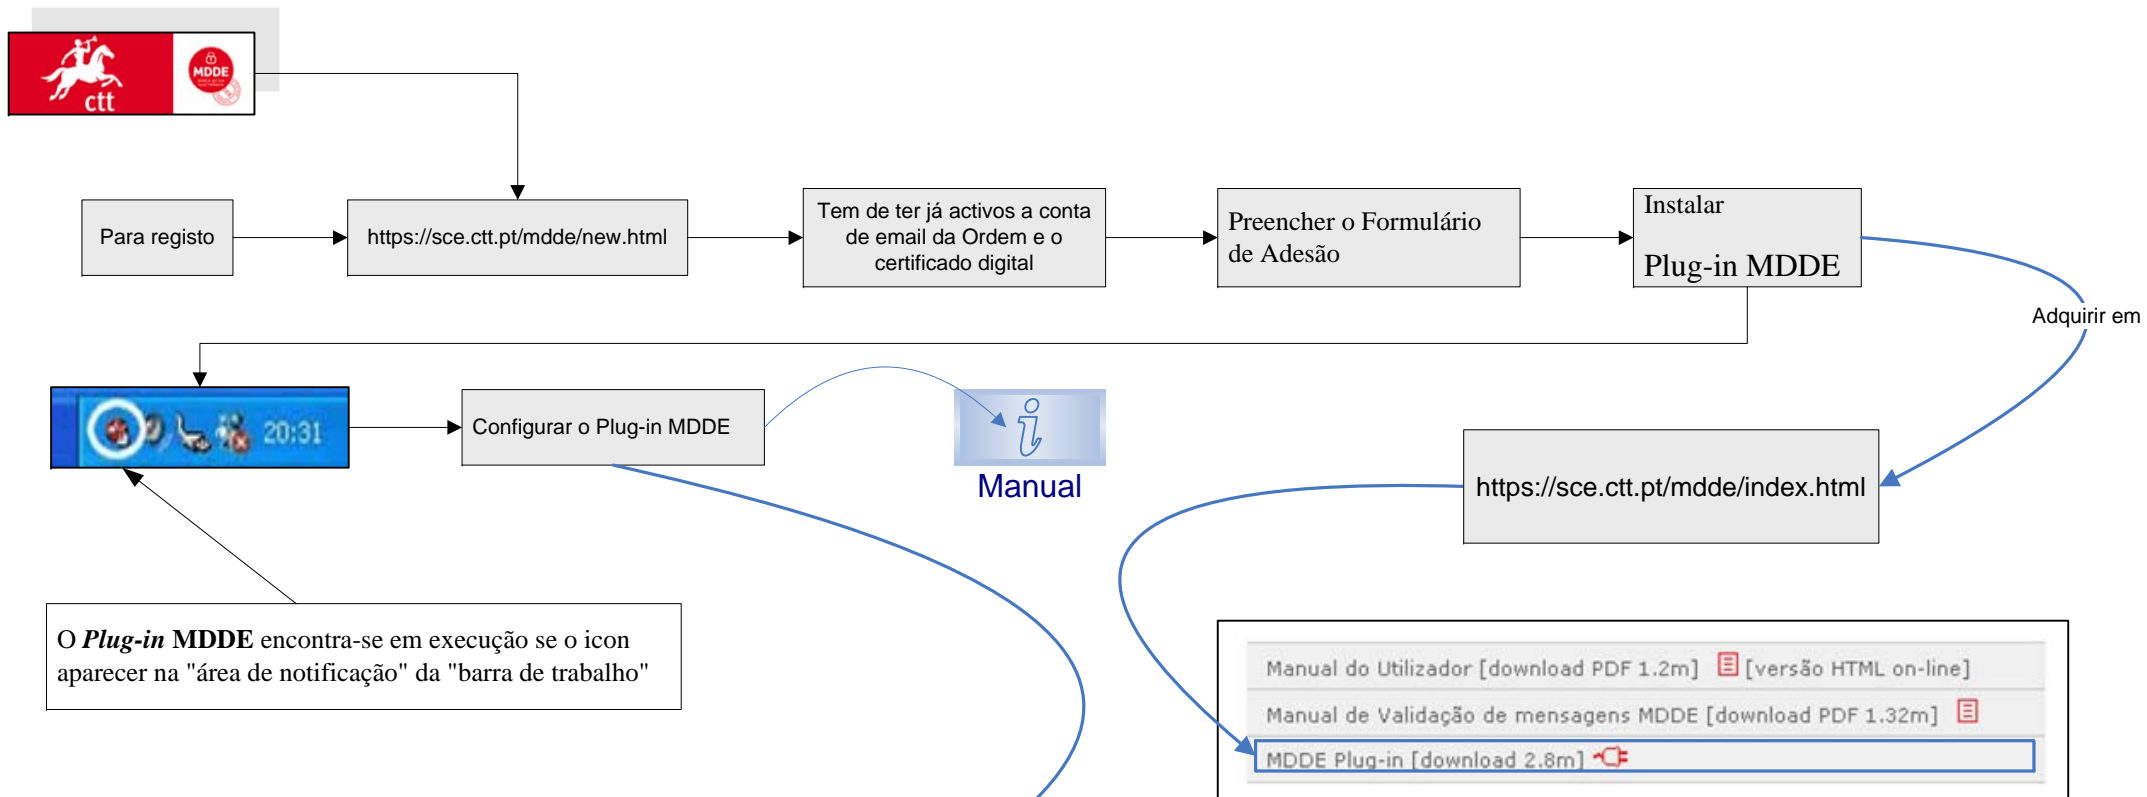 ctt
MDDE
Para registo
https://sce.ctt.pt/mdde/new.html
Tem de ter já activos a conta
de email da Ordem e o
certificado digital
Preencher o Formulário
de Adesão
Instalar
Plug-in MDDE
Adquirir em
20:31
Configurar o Plug-in MDDE
Manual
https://sce.ctt.pt/mdde/index.html
O Plug-in MDDE encontra-se em execução se o icon
aparecer na "área de notificação" da "barra de trabalho"
Manual do Utilizador [download PDF 1.2m] [versão HTML on-line]
Manual de Validação de mensagens MDDE [download PDF 1.32m]
MDDE Plug-in [download 2.8m]